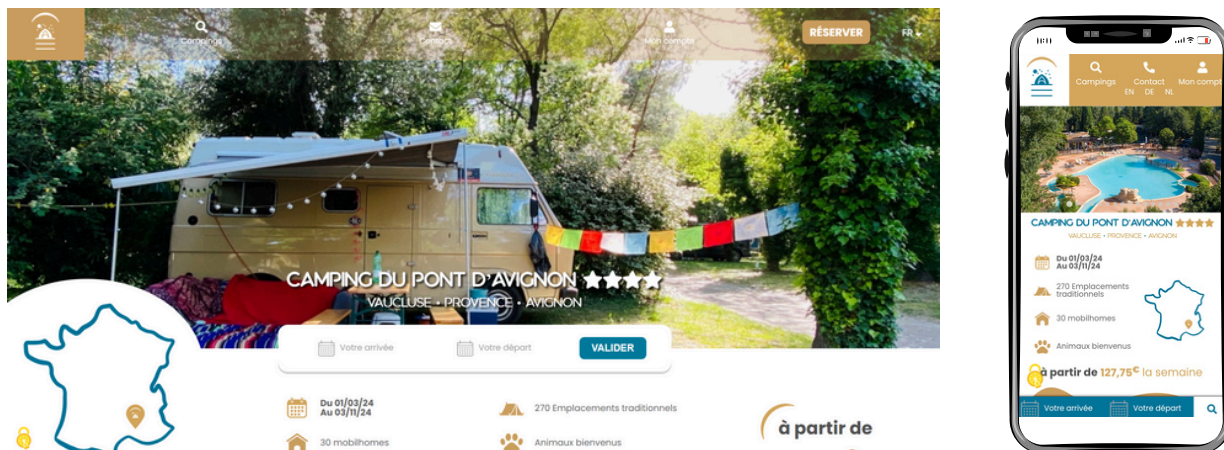 Campings
Contact
Mon compte
RÉSERVER
FR
CAMPING DU PONT D'AVIGNON
VAUCLUSE • PROVENCE • AVIGNON
Votre arrivée
Votre départ
VALIDER
Du 01/03/24
Au 03/11/24
270 Emplacements traditionnels
30 mobilhomes
Animaux bienvenus
à partir de
11:11
Campings
Contact
Mon compt
EN DE NL
CAMPING DU PONT D'AVIGNON
VAUCLUSE • PROVENCE • AVIGNON
Du 01/03/24
Au 03/11/24
270 Emplacements
traditionnels
30 mobilhomes
Animaux bienvenus
à partir de 127,75€ la semaine
Votre arrivée
Votre départ